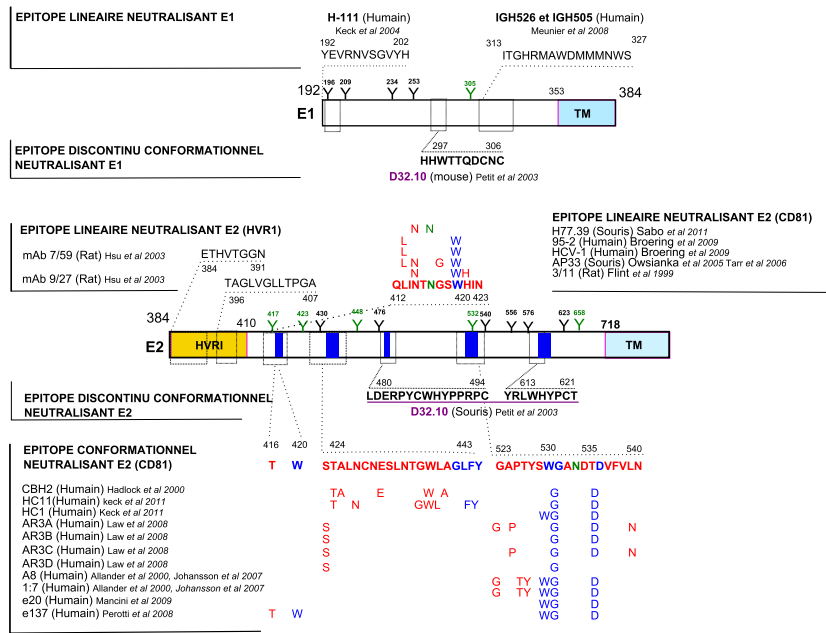 EPITOPE LINEAIRE NEUTRALISANT E1
H-111 (Humain)
Keck et al 2004
192 202
YEVRNVSGVYH
IGH526 et IGH505 (Humain)
Meunier et al 2008
313 327
ITGHRMAWDMMMNWS
196 209 234 253 305
Y Y Y Y Y
192 353 384
E1 TM
EPITOPE DISCONTINU CONFORMATIONNEL
NEUTRALISANT E1
297 306
HHWTTQDCNC
D32.10 (mouse) Petit et al 2003
EPITOPE LINEAIRE NEUTRALISANT E2 (HVR1)
mAb 7/59 (Rat) Hsu et al 2003
mAb 9/27 (Rat) Hsu et al 2003
ETHVTGGN
384 391
TAGLVGLLTPGA
396 407
N N
L W
L W
L N G W
N WH
QLINTNGSWHIN
412 420 423
EPITOPE LINEAIRE NEUTRALISANT E2 (CD81)
H77.39 (Souris) Sabo et al 2011
95-2 (Humain) Broering et al 2009
HCV-1 (Humain) Broering et al 2009
AP33 (Souris) Owsianka et al 2005 Tarr et al 2006
3/11 (Rat) Flint et al 1999
384 410 417 423 430 448 476 532 540 556 576 623 658 718
Y Y Y Y Y Y Y Y Y Y Y
E2 HVRI TM
EPITOPE DISCONTINU CONFORMATIONNEL
NEUTRALISANT E2
480 494 613 621
LDERPYCWHYPPRPC YRLWHYPCT
D32.10 (Souris) Petit et al 2003
EPITOPE CONFORMATIONNEL
NEUTRALISANT E2 (CD81)
416 420 424 443 523 530 535 540
T W STALNCNESLNTGWLAGLFY GAPTYSWGANDTDVFVLN
CBH2 (Humain) Hadlock et al 2000 TA E W A G D
HC11(Humain) keck et al 2011 T N GWL FY G D
HC1 (Humain) Keck et al 2011 WG D
AR3A (Humain) Law et al 2008 S G P G D N
AR3B (Humain) Law et al 2008 S G D
AR3C (Humain) Law et al 2008 S P G D N
AR3D (Humain) Law et al 2008 S G
A8 (Humain) Allander et al 2000, Johansson et al 2007 G TY WG D
1:7 (Humain) Allander et al 2000, Johansson et al 2007 G TY WG D
e20 (Humain) Mancini et al 2009 WG D
e137 (Humain) Perotti et al 2008 T W WG D